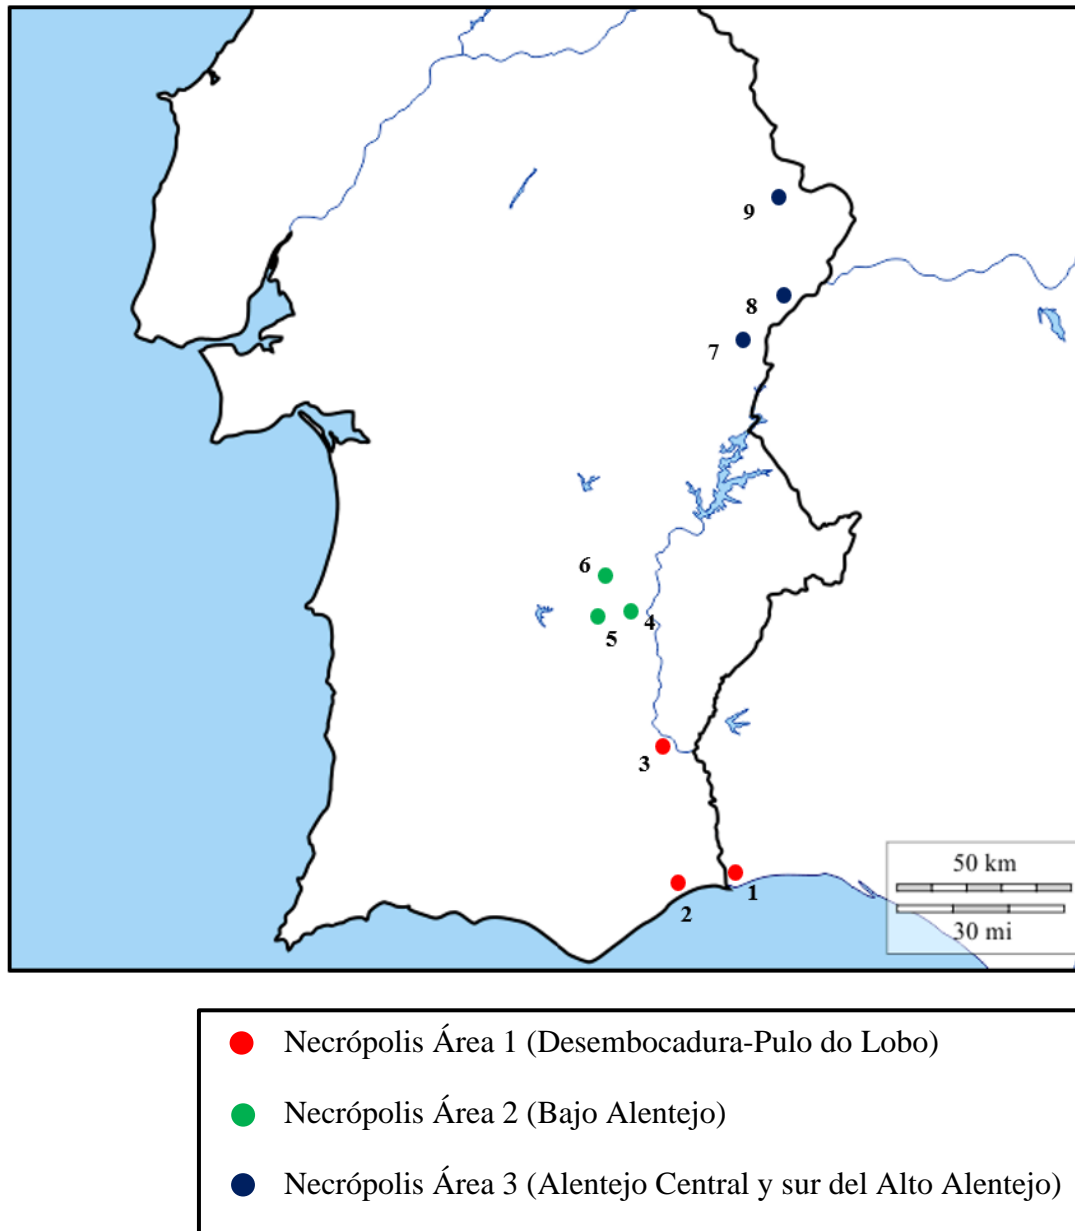 9
8
7
6
4
5
3
1
2
50 km
30 mi
Necrópolis Área 1 (Desembocadura-Pulo do Lobo)
Necrópolis Área 2 (Bajo Alentejo)
Necrópolis Área 3 (Alentejo Central y sur del Alto Alentejo)